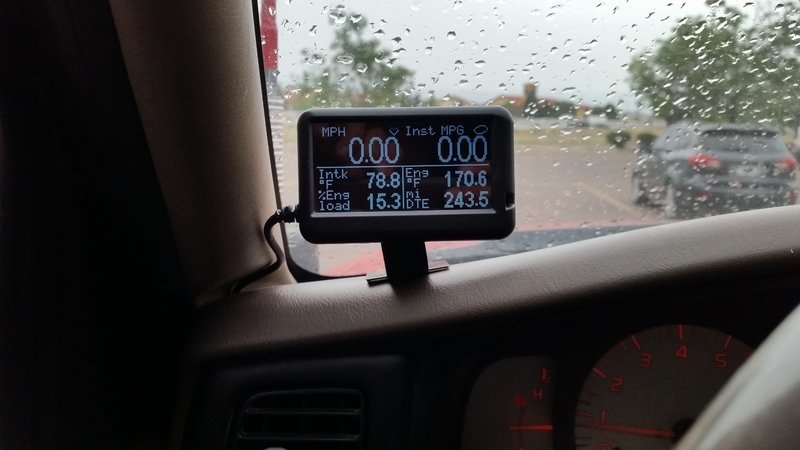 MPH Inst MPG
0.00 0.00
Intk °F 78.8 Eng °F 170.6
%Eng load 15.3 mi DTE 243.5
H
1 2 3 4 5
0